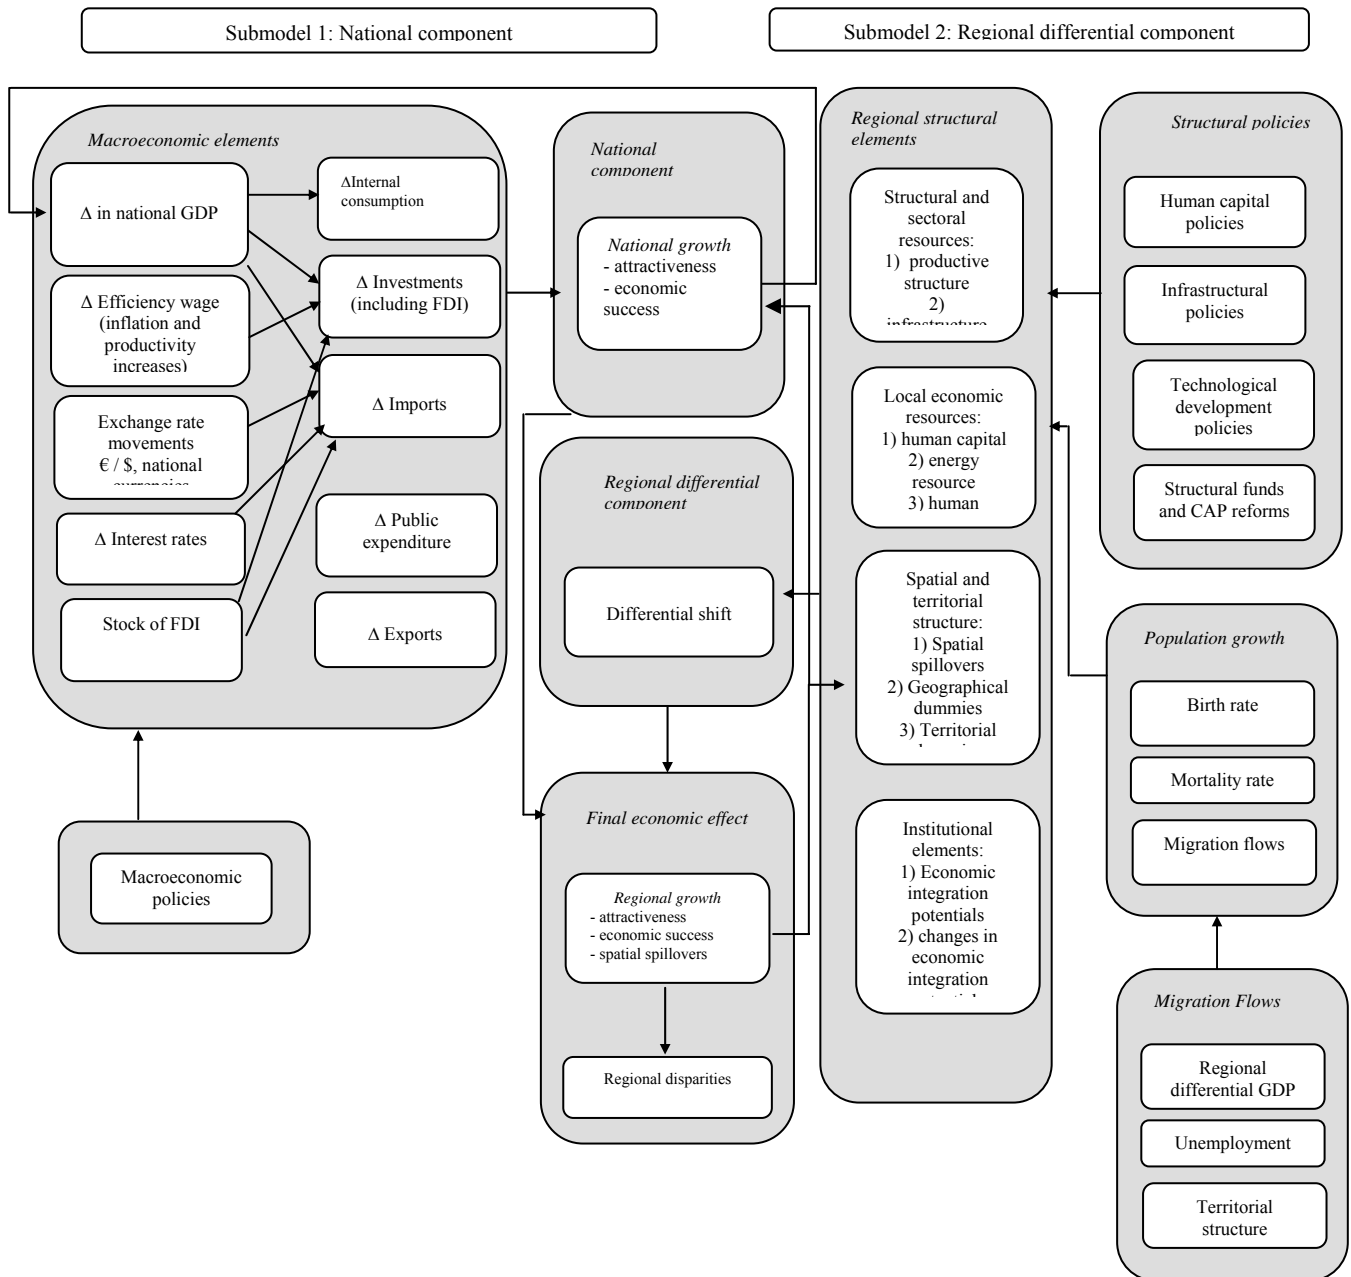 Submodel 1: National component
Submodel 2: Regional differential component
Macroeconomic elements
Δ in national GDP
Δ Efficiency wage
(inflation and
productivity
increases)
Exchange rate
movements
€ / $, national
currencies
Δ Interest rates
Stock of FDI
ΔInternal
consumption
Δ Investments
(including FDI)
Δ Imports
Δ Public
expenditure
Δ Exports
Macroeconomic
policies
National
component
National growth
- attractiveness
- economic
success
Regional differential
component
Differential shift
Final economic effect
Regional growth
- attractiveness
- economic success
- spatial spillovers
Regional disparities
Regional structural
elements
Structural and
sectoral
resources:
1) productive
structure
2)
infrastructure
Local economic
resources:
1) human capital
2) energy
resource
3) human
Spatial and
territorial
structure:
1) Spatial
spillovers
2) Geographical
dummies
3) Territorial
Institutional
elements:
1) Economic
integration
potentials
2) changes in
economic
integration
Structural policies
Human capital
policies
Infrastructural
policies
Technological
development
policies
Structural funds
and CAP reforms
Population growth
Birth rate
Mortality rate
Migration flows
Migration Flows
Regional
differential GDP
Unemployment
Territorial
structure